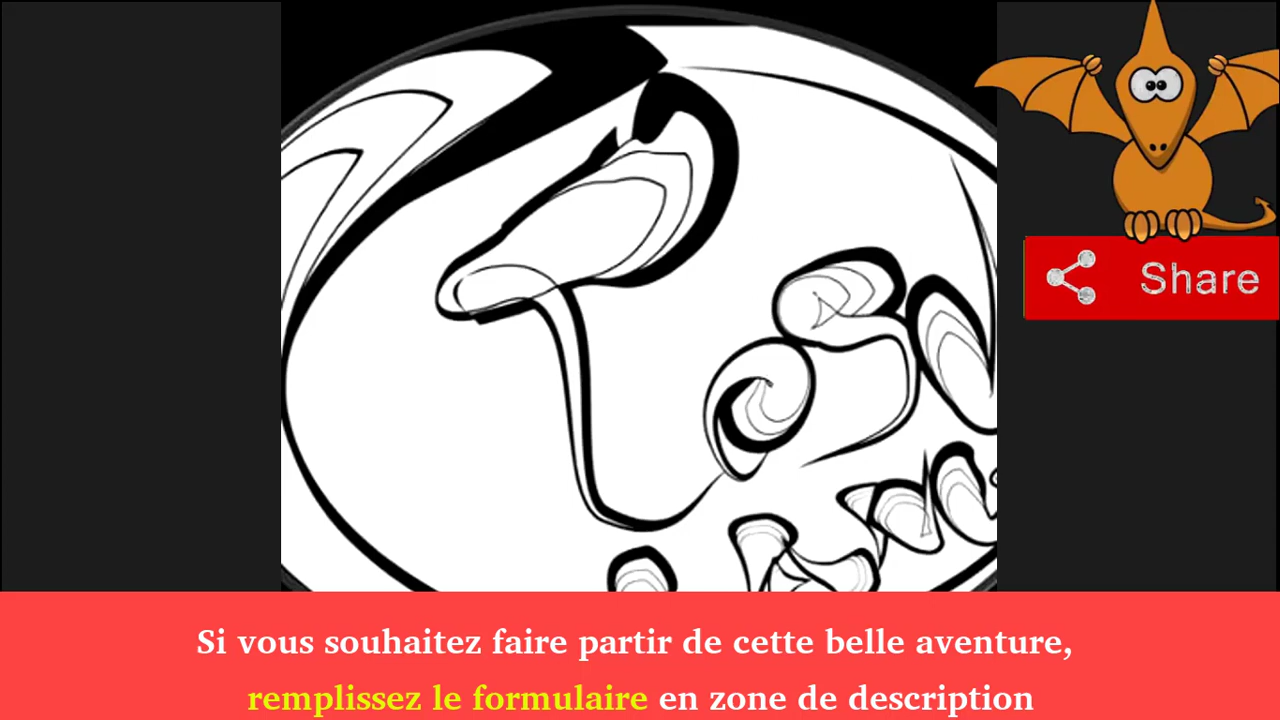 Share
Si vous souhaitez faire partir de cette belle aventure,
remplissez le formulaire en zone de description